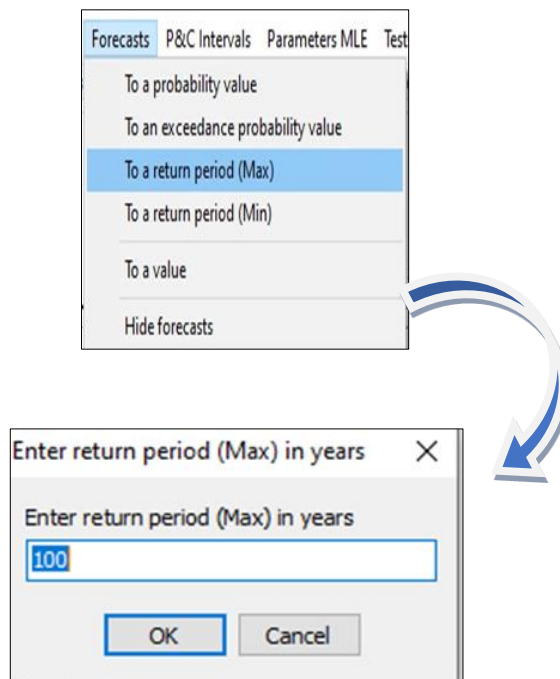 Forecasts P&C Intervals Parameters MLE Test
To a probability value
To an exceedance probability value
To a return period (Max)
To a return period (Min)
To a value
Hide forecasts
Enter return period (Max) in years
Enter return period (Max) in years
100
OK Cancel